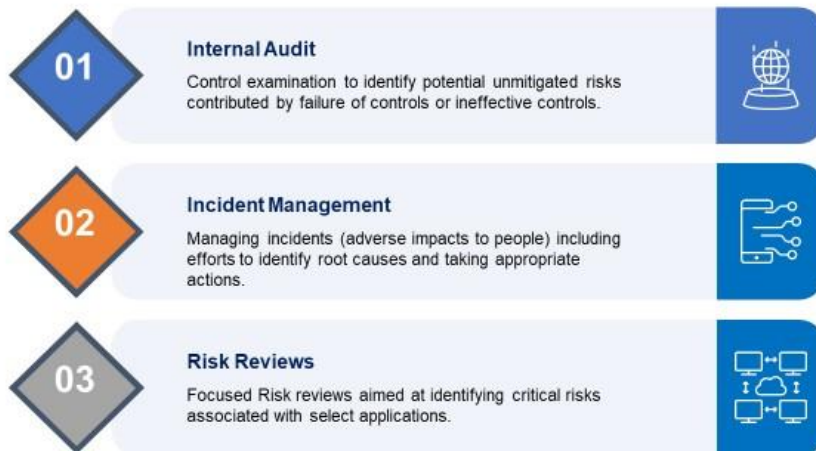 01
Internal Audit
Control examination to identify potential unmitigated risks
contributed by failure of controls or ineffective controls.
02
Incident Management
Managing incidents (adverse impacts to people) including
efforts to identify root causes and taking appropriate
actions.
03
Risk Reviews
Focused Risk reviews aimed at identifying critical risks
associated with select applications.